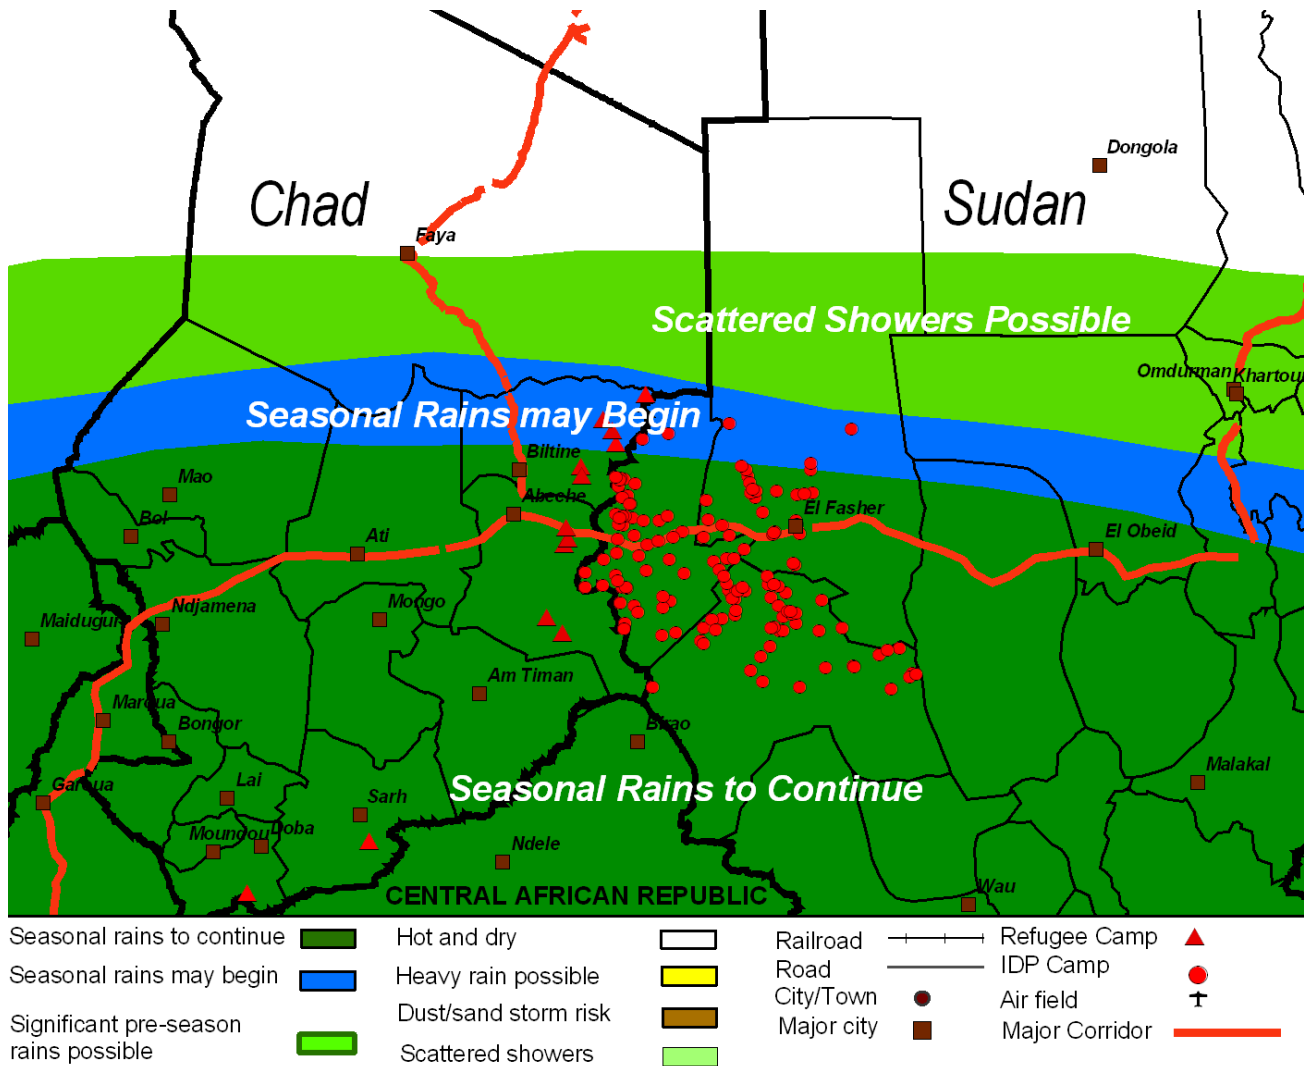 Dongola
Chad
Sudan
Faya
Scattered Showers Possible
Omdurman
Khartoum
Seasonal Rains may Begin
Biltine
Mao
Abeche
Bol
El Fasher
Ati
El Obeid
Ndjamena
Mongo
Maiduguri
Am Timan
Maroua
Bongor
Birao
Malakal
Garoua
Lai
Seasonal Rains to Continue
Sarh
Moundou
Doba
Ndele
CENTRAL AFRICAN REPUBLIC
Wau
Seasonal rains to continue
Seasonal rains may begin
Significant pre-season
rains possible
Hot and dry
Heavy rain possible
Dust/sand storm risk
Scattered showers
Railroad
Road
City/Town
Major city
Refugee Camp
IDP Camp
Air field
Major Corridor